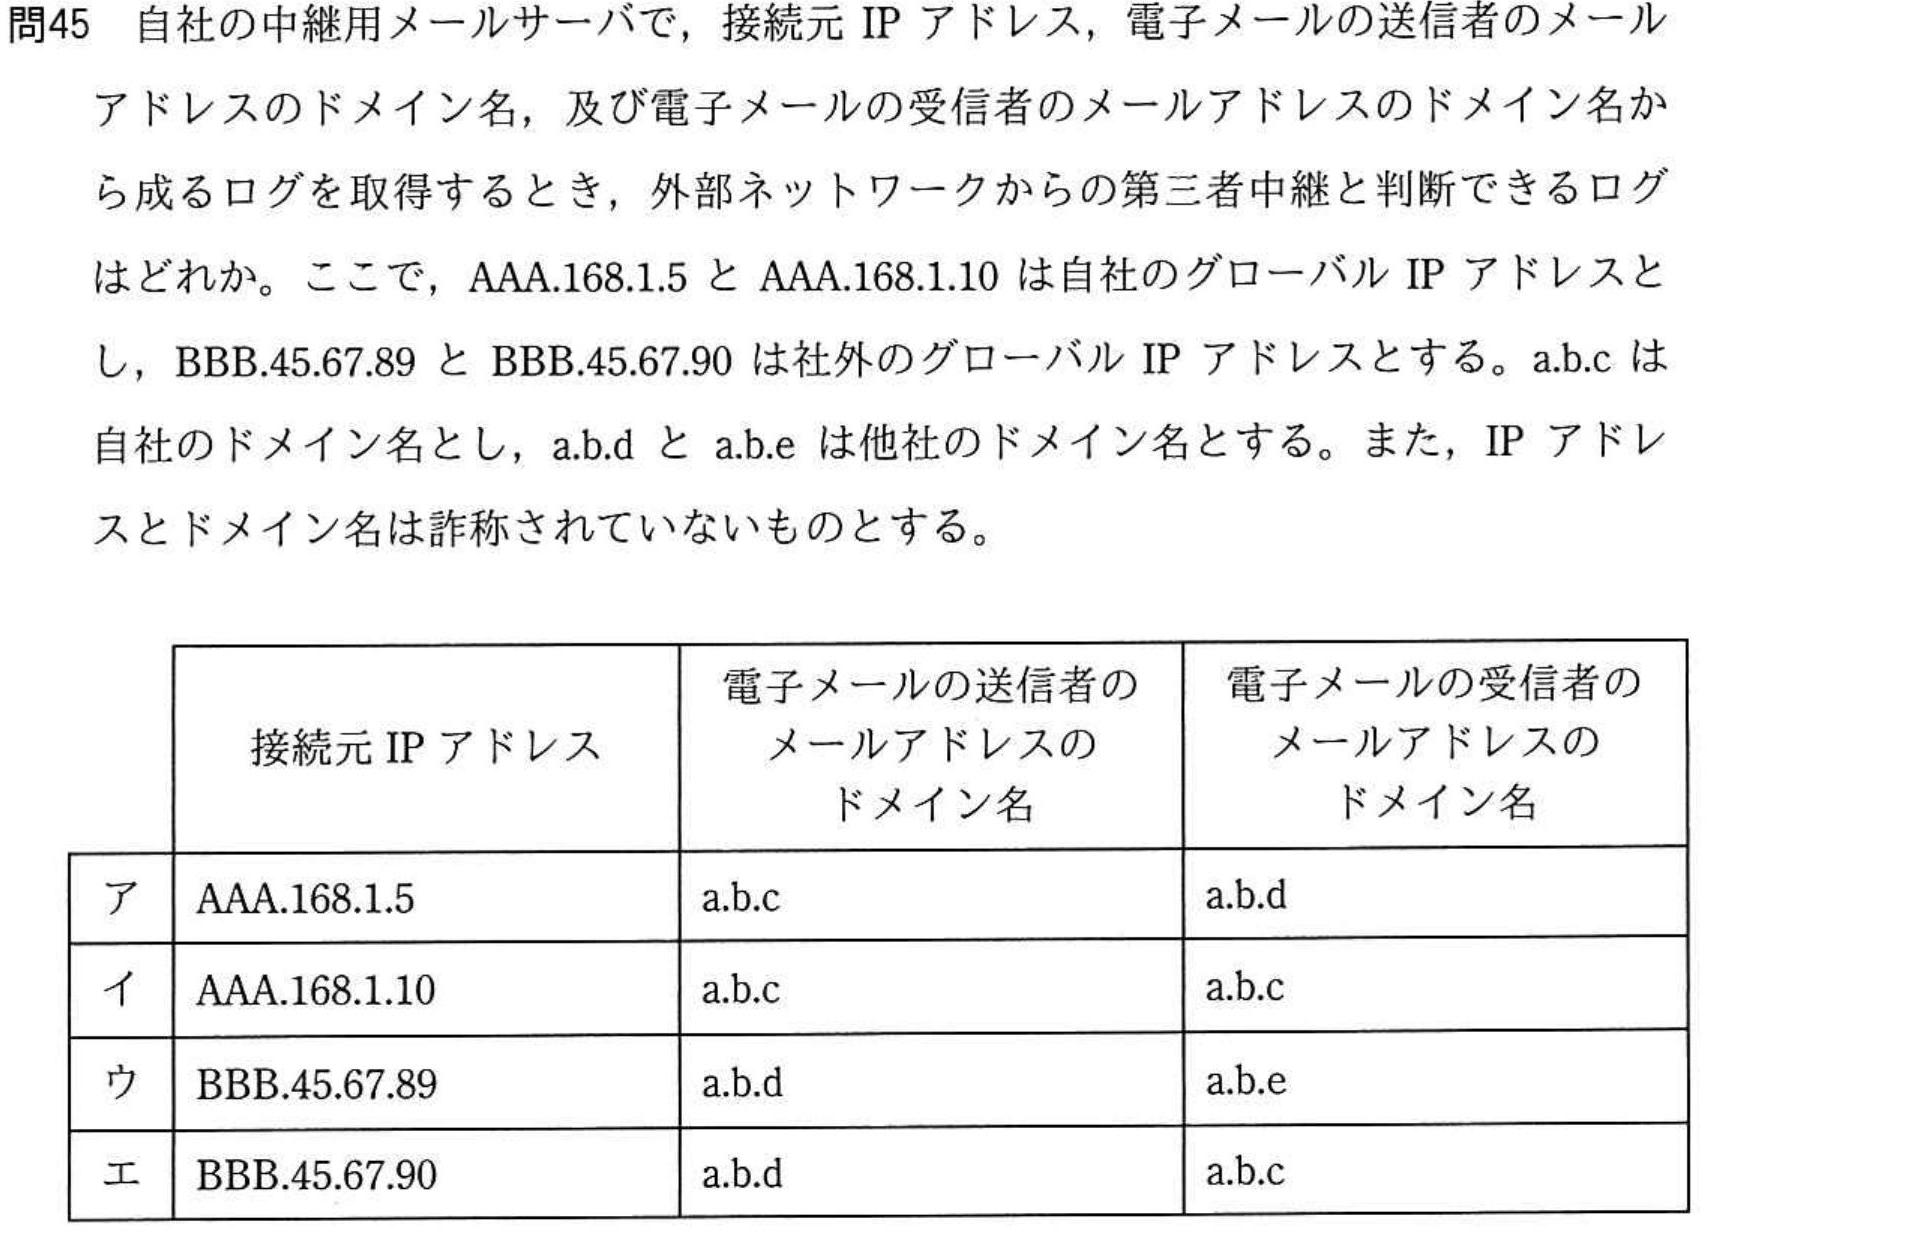 問45 自社の中継用メールサーバで，接続元 IP アドレス，電子メールの送信者のメール
アドレスのドメイン名，及び電子メールの受信者のメールアドレスのドメイン名か
ら成るログを取得するとき，外部ネットワークからの第三者中継と判断できるログ
はどれか。ここで，AAA.168.1.5 と AAA.168.1.10 は自社のグローバル IP アドレスと
し，BBB.45.67.89 と BBB.45.67.90 は社外のグローバル IP アドレスとする。a.b.c は
自社のドメイン名とし，a.b.d と a.b.e は他社のドメイン名とする。また，IP アドレ
スとドメイン名は詐称されていないものとする。
接続元 IP アドレス 電子メールの送信者のメールアドレスのドメイン名 電子メールの受信者のメールアドレスのドメイン名
ア AAA.168.1.5 a.b.c a.b.d
イ AAA.168.1.10 a.b.c a.b.c
ウ BBB.45.67.89 a.b.d a.b.e
エ BBB.45.67.90 a.b.d a.b.c